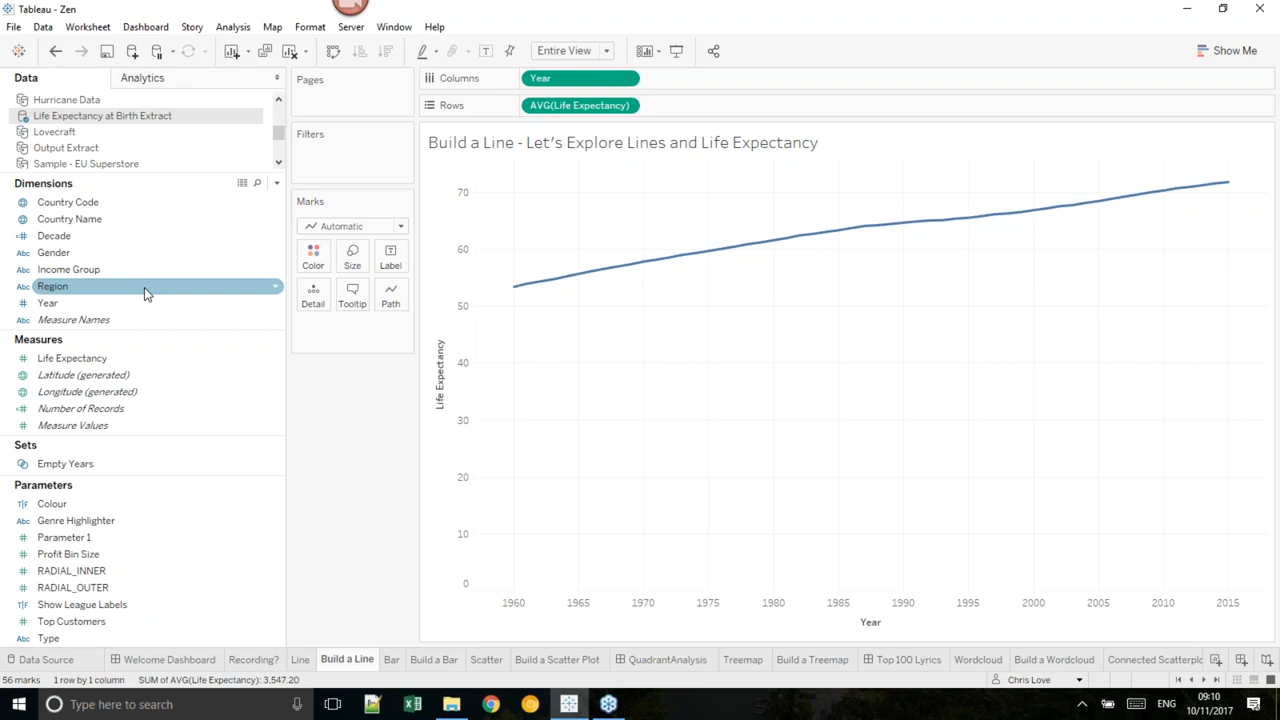 Tableau - Zen
File Data Worksheet Dashboard Story Analysis Map Format Server Window Help
Entire View
Show Me
Data Analytics
Hurricane Data
Life Expectancy at Birth Extract
Lovecraft
Output Extract
Sample - EU Superstore
Dimensions
Country Code
Country Name
Decade
Abc Gender
Abc Income Group
Abc Region
# Year
Abc Measure Names
Measures
# Life Expectancy
Latitude (generated)
Longitude (generated)
Number of Records
# Measure Values
Sets
Empty Years
Parameters
T|F Colour
Abc Genre Highlighter
# Parameter 1
# Profit Bin Size
# RADIAL_INNER
# RADIAL_OUTER
T|F Show League Labels
# Top Customers
Abc Type
Pages
Filters
Marks
Automatic
Color Size Label
Detail Tooltip Path
Columns Year
Rows AVG(Life Expectancy)
Build a Line - Let's Explore Lines and Life Expectancy
70
60
50
40
30
20
10
0
Life Expectancy
1960 1965 1970 1975 1980 1985 1990 1995 2000 2005 2010 2015
Year
Data Source Welcome Dashboard Recording? Line Build a Line Bar Build a Bar Scatter Build a Scatter Plot QuadrantAnalysis Treemap Build a Treemap Top 100 Lyrics Wordcloud Build a Wordcloud Connected Scatterplo
56 marks 1 row by 1 column SUM of AVG(Life Expectancy): 3,547.20 Chris Love
Type here to search
ENG
09:10
10/11/2017